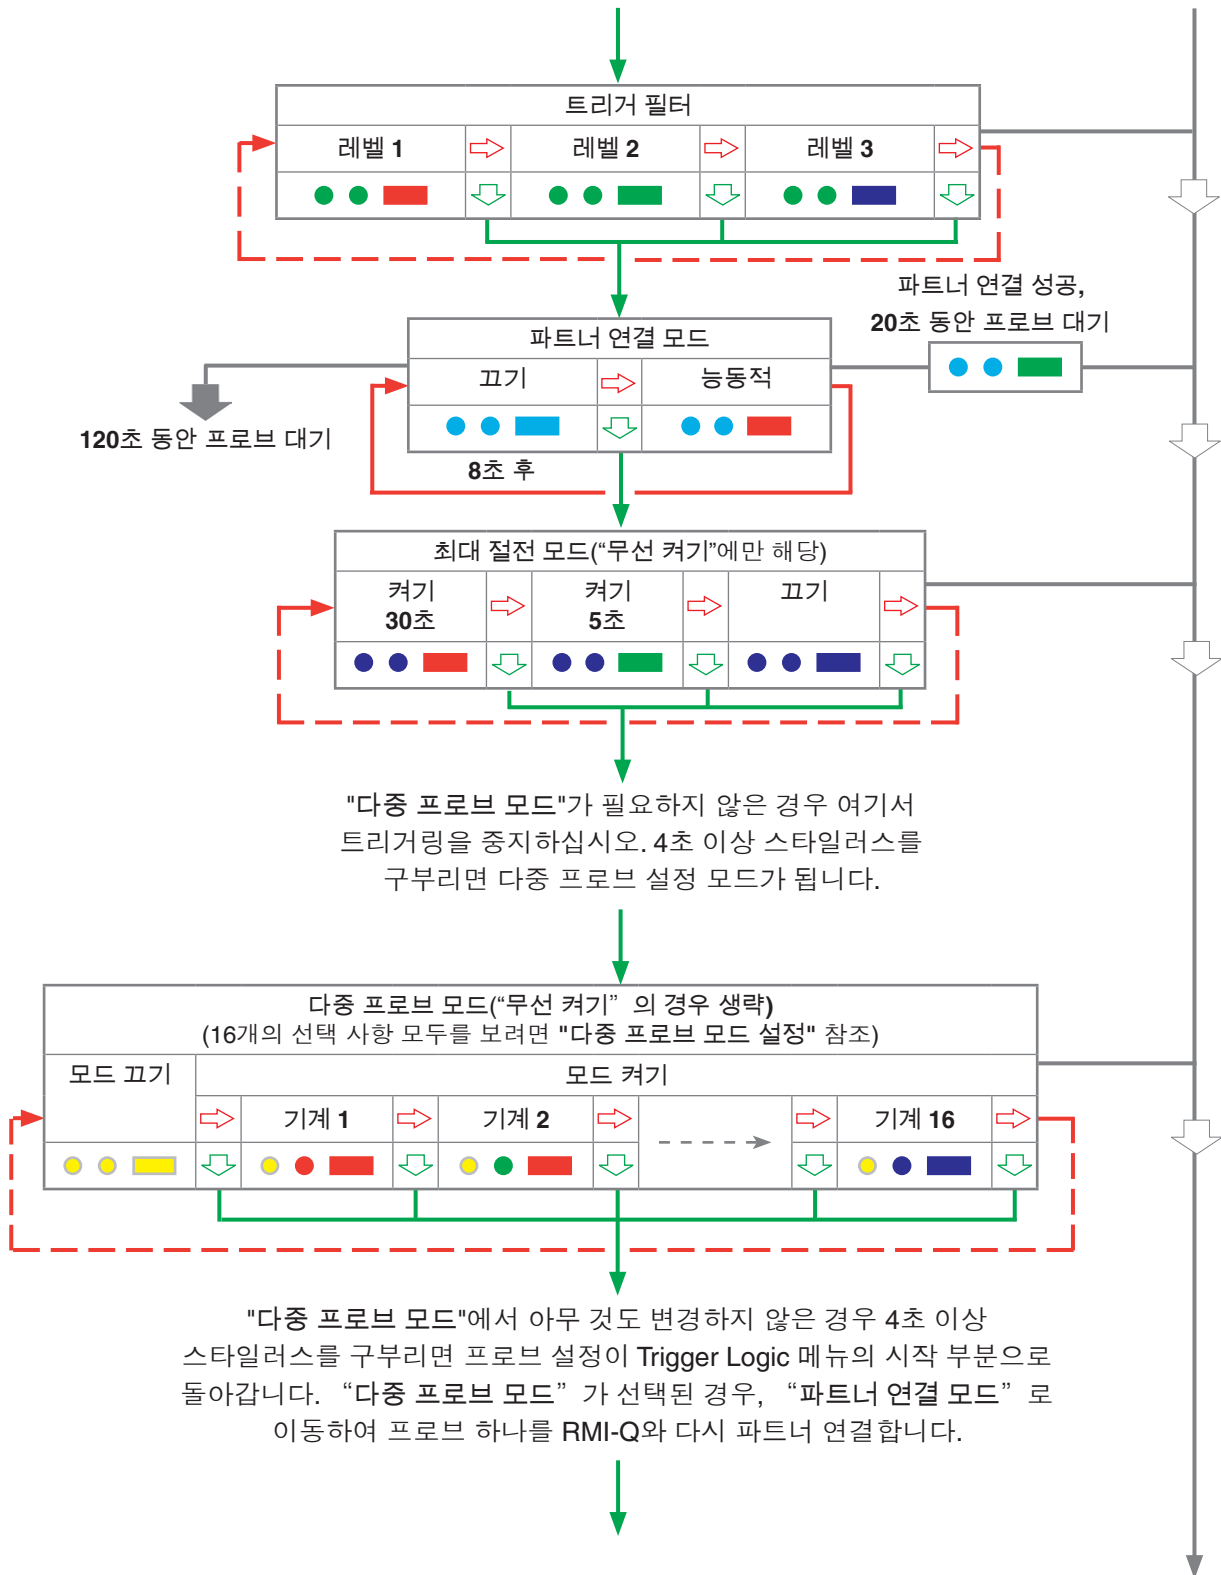 트리거 필터
레벨 1
레벨 2
레벨 3
파트너 연결 성공,
20초 동안 프로브 대기
파트너 연결 모드
끄기
능동적
120초 동안 프로브 대기
8초 후
최대 절전 모드(“무선 켜기”에만 해당)
켜기
30초
켜기
5초
끄기
"다중 프로브 모드"가 필요하지 않은 경우 여기서
트리거링을 중지하십시오. 4초 이상 스타일러스를
구부리면 다중 프로브 설정 모드가 됩니다.
다중 프로브 모드(“무선 켜기” 의 경우 생략)
(16개의 선택 사항 모두를 보려면 "다중 프로브 모드 설정" 참조)
모드 끄기
모드 켜기
기계 1
기계 2
기계 16
"다중 프로브 모드"에서 아무 것도 변경하지 않은 경우 4초 이상
스타일러스를 구부리면 프로브 설정이 Trigger Logic 메뉴의 시작 부분으로
돌아갑니다. “다중 프로브 모드” 가 선택된 경우, “파트너 연결 모드” 로
이동하여 프로브 하나를 RMI-Q와 다시 파트너 연결합니다.